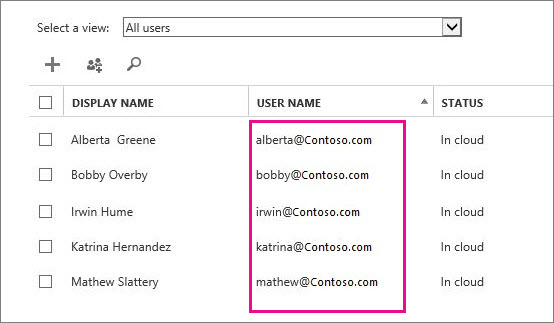 Select a view: All users
DISPLAY NAME USER NAME STATUS
Alberta Greene alberta@Contoso.com In cloud
Bobby Overby bobby@Contoso.com In cloud
Irwin Hume irwin@Contoso.com In cloud
Katrina Hernandez katrina@Contoso.com In cloud
Mathew Slattery mathew@Contoso.com In cloud